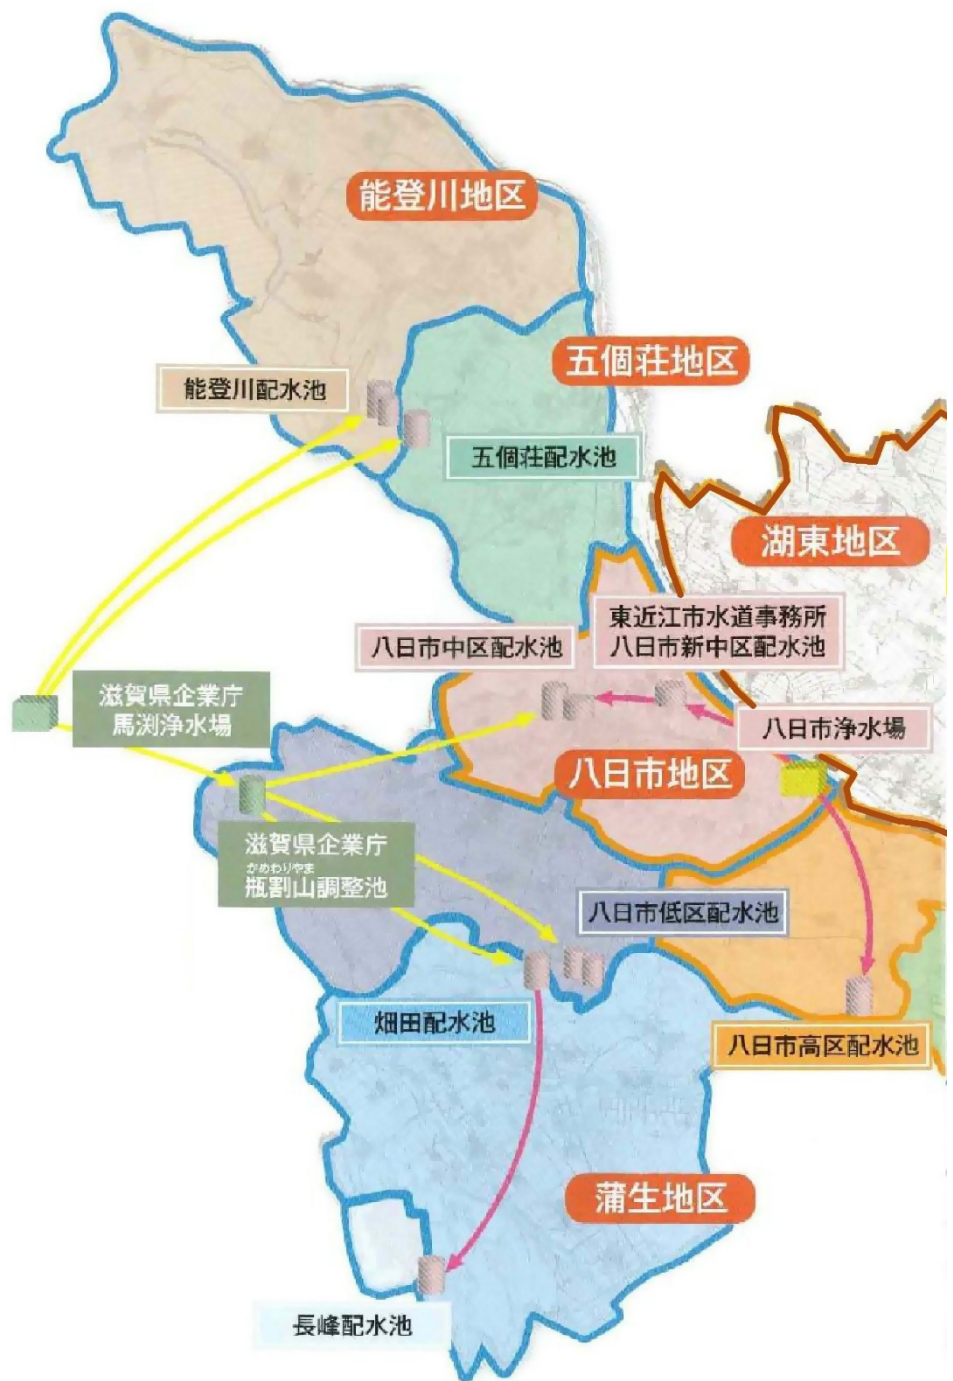 能登川地区
五個荘地区
能登川配水池
五個荘配水池
湖東地区
東近江市水道事務所
八日市新中区配水池
八日市中区配水池
滋賀県企業庁
馬渕浄水場
八日市浄水場
八日市地区
滋賀県企業庁
かめわりやま
瓶割山調整池
八日市低区配水池
畑田配水池
八日市高区配水池
蒲生地区
長峰配水池